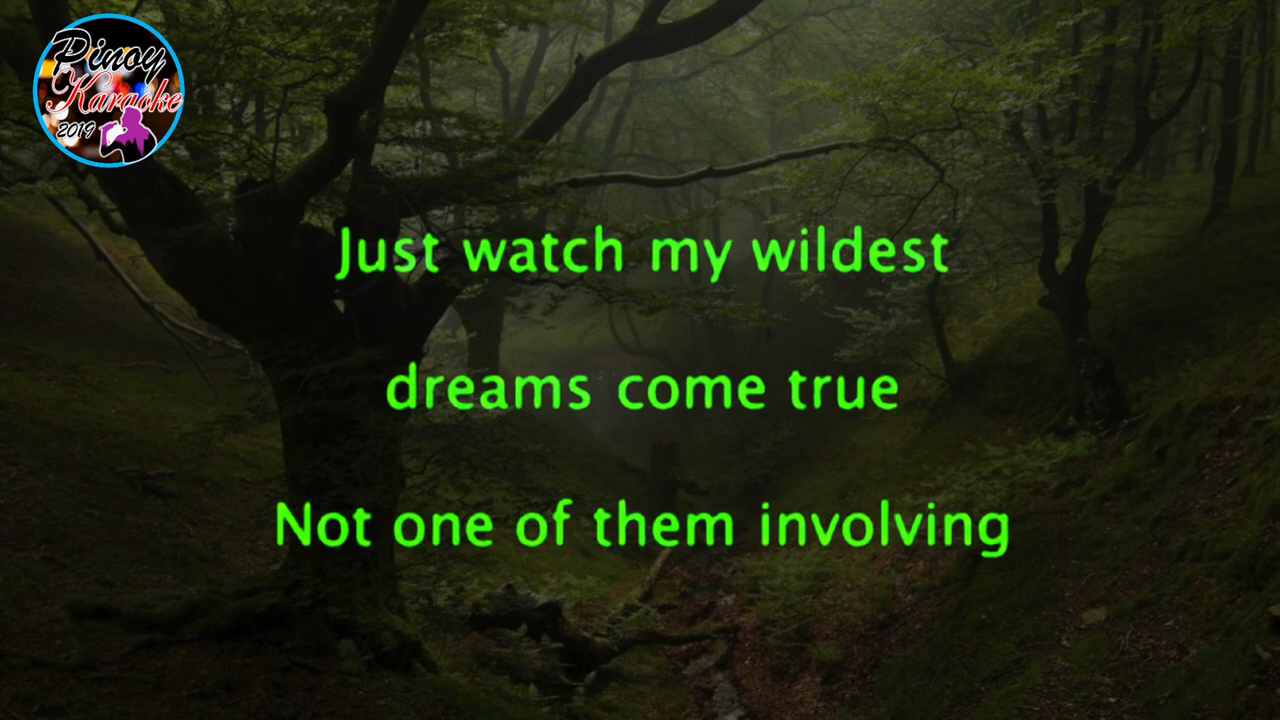 Pinoy
Karaoke
2019
Just watch my wildest
dreams come true
Not one of them involving